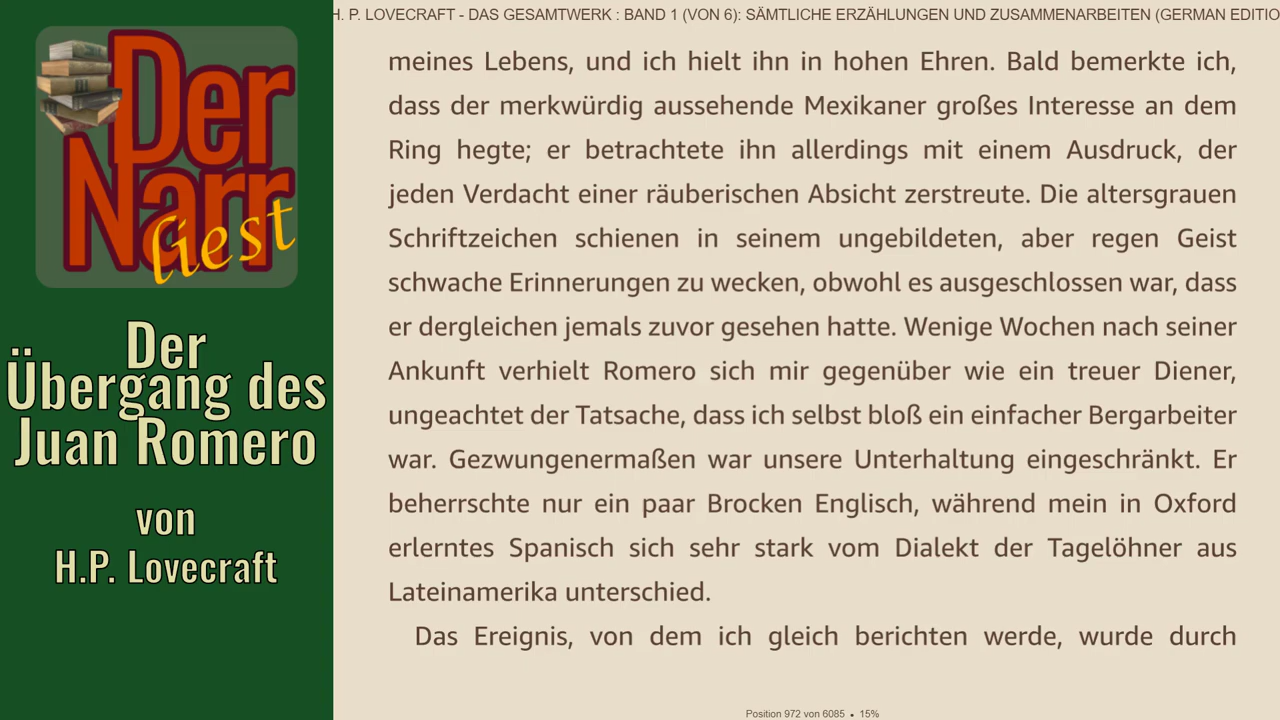 Der
Narr
liest
Der
Übergang des
Juan Romero
von
H.P. Lovecraft
H. P. LOVECRAFT - DAS GESAMTWERK : BAND 1 (VON 6): SÄMTLICHE ERZÄHLUNGEN UND ZUSAMMENARBEITEN (GERMAN EDITIO
meines Lebens, und ich hielt ihn in hohen Ehren. Bald bemerkte ich,
dass der merkwürdig aussehende Mexikaner großes Interesse an dem
Ring hegte; er betrachtete ihn allerdings mit einem Ausdruck, der
jeden Verdacht einer räuberischen Absicht zerstreute. Die altersgrauen
Schriftzeichen schienen in seinem ungebildeten, aber regen Geist
schwache Erinnerungen zu wecken, obwohl es ausgeschlossen war, dass
er dergleichen jemals zuvor gesehen hatte. Wenige Wochen nach seiner
Ankunft verhielt Romero sich mir gegenüber wie ein treuer Diener,
ungeachtet der Tatsache, dass ich selbst bloß ein einfacher Bergarbeiter
war. Gezwungenermaßen war unsere Unterhaltung eingeschränkt. Er
beherrschte nur ein paar Brocken Englisch, während mein in Oxford
erlerntes Spanisch sich sehr stark vom Dialekt der Tagelöhner aus
Lateinamerika unterschied.
Das Ereignis, von dem ich gleich berichten werde, wurde durch
Position 972 von 6085 • 15%